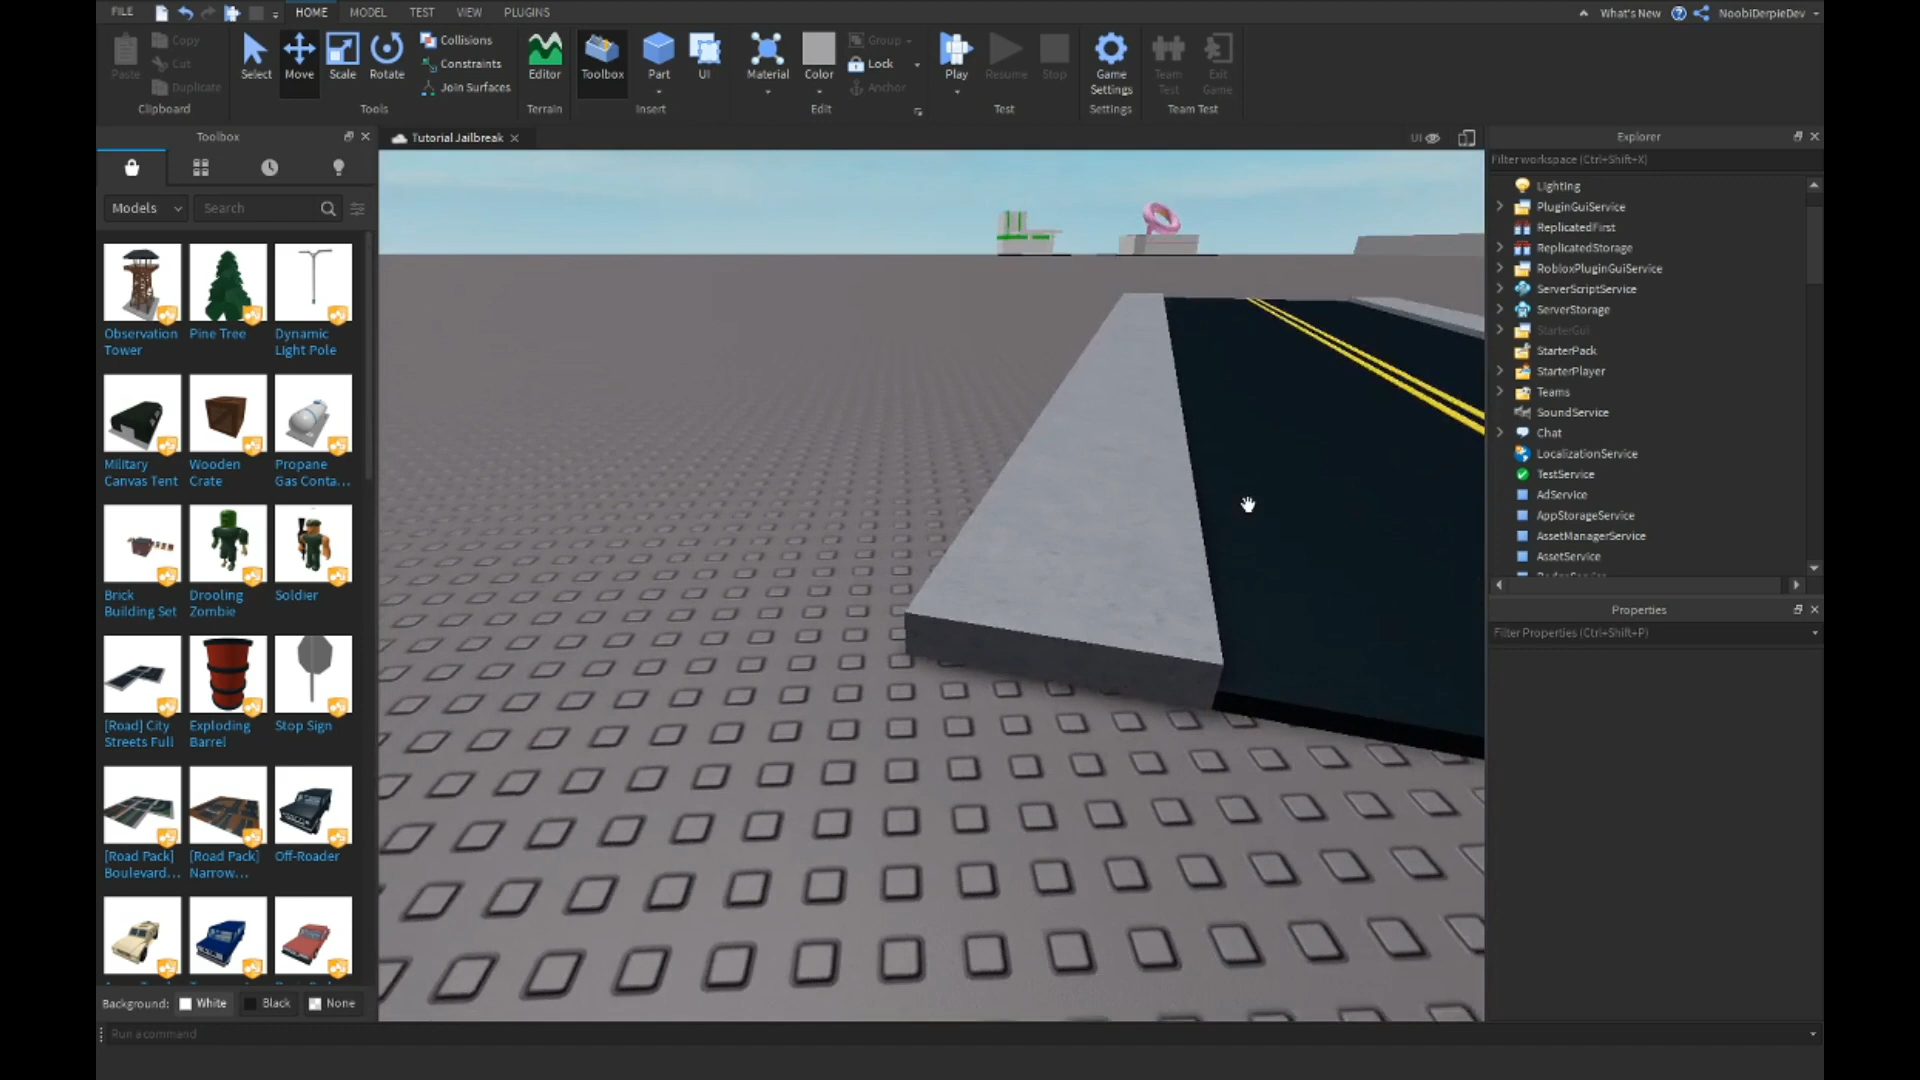 FILE
HOME
MODEL
TEST
VIEW
PLUGINS
What's New
NoobIDerpieDev
Paste
Copy
Cut
Duplicate
Clipboard
Select
Move
Scale
Rotate
Collisions
Constraints
Join Surfaces
Tools
Editor
Terrain
Toolbox
Part
UI
Insert
Material
Color
Group
Lock
Anchor
Edit
Play
Resume
Stop
Test
Game
Settings
Settings
Team
Test
Exit
Game
Team Test
Toolbox
Models
Search
Observation
Tower
Pine Tree
Dynamic
Light Pole
Military
Canvas Tent
Wooden
Crate
Propane
Gas Conta...
Brick
Building Set
Drooling
Zombie
Soldier
[Road] City
Streets Full
Exploding
Barrel
Stop Sign
[Road Pack]
Boulevard...
[Road Pack]
Narrow...
Off-Roader
Background:
White
Black
None
Run a command
Tutorial Jailbreak
UI
Explorer
Filter workspace (Ctrl+Shift+X)
Lighting
PluginGuiService
ReplicatedFirst
ReplicatedStorage
RobloxPluginGuiService
ServerScriptService
ServerStorage
StarterGui
StarterPack
StarterPlayer
Teams
SoundService
Chat
LocalizationService
TestService
AdService
AppStorageService
AssetManagerService
AssetService
Properties
Filter Properties (Ctrl+Shift+P)